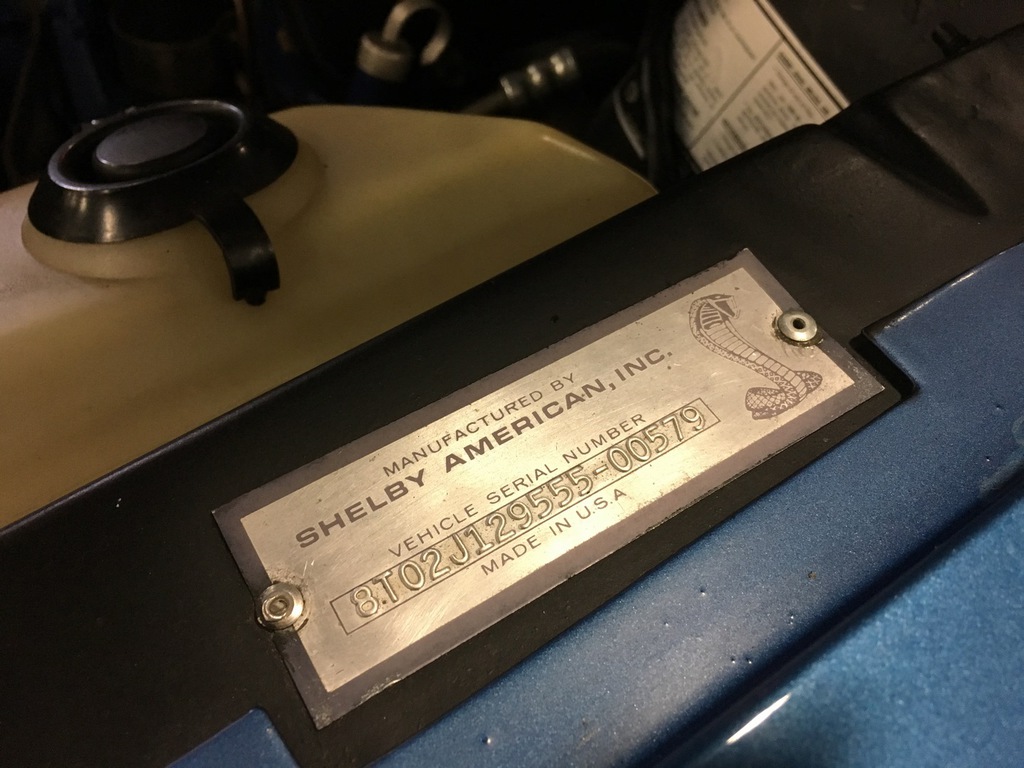 MANUFACTURED BY
SHELBY AMERICAN, INC.
VEHICLE SERIAL NUMBER
8T02J129555-00579
MADE IN U.S.A